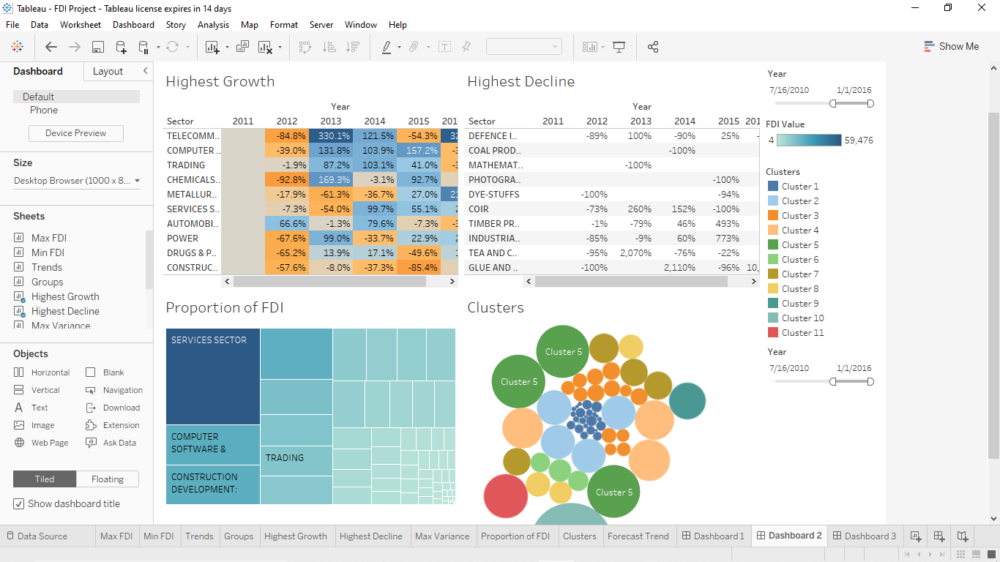 Tableau - FDI Project - Tableau license expires in 14 days
File Data Worksheet Dashboard Story Analysis Map Format Server Window Help
Show Me
Dashboard Layout
Default
Phone
Device Preview
Size
Desktop Browser (1000 x 8...
Sheets
Max FDI
Min FDI
Trends
Groups
Highest Growth
Highest Decline
Max Variance
Objects
Horizontal Blank
Vertical Navigation
Text Download
Image Extension
Web Page Ask Data
Tiled Floating
Show dashboard title
Highest Growth
Year
Sector 2011 2012 2013 2014 2015
TELECOMM.. -84.8% 330.1% 121.5% -54.3%
COMPUTER .. -39.0% 131.8% 103.9% 157.2%
TRADING -1.9% 87.2% 103.1% 41.0%
CHEMICALS.. -92.8% 169.3% -3.1% 92.7%
METALLUR.. -17.9% -61.3% -36.7% 27.0%
SERVICES S.. -7.3% -54.0% 99.7% 55.1%
AUTOMOBI.. 66.6% -1.3% 79.6% -7.3%
POWER -67.6% 99.0% -33.7% 22.9%
DRUGS & P.. -65.2% 13.9% 17.1% -49.6%
CONSTRUC.. -57.6% -8.0% -37.3% -85.4%
Highest Decline
Year
Sector 2011 2012 2013 2014 2015
DEFENCE I.. -89% 100% -90% 25%
COAL PROD.. -100%
MATHEMAT.. -100%
PHOTOGRA.. -100%
DYE-STUFFS -100% -94%
COIR -73% 260% 152% -100%
TIMBER PR.. -1% -79% 46% 493%
INDUSTRIA.. -85% -9% 60% 773%
TEA AND C.. -95% 2,070% -76% -22%
GLUE AND .. -100% 2,110% -96% 10,
Year
7/16/2010 1/1/2016
FDI Value
4 59,476
Clusters
Cluster 1
Cluster 2
Cluster 3
Cluster 4
Cluster 5
Cluster 6
Cluster 7
Cluster 8
Cluster 9
Cluster 10
Cluster 11
Year
7/16/2010 1/1/2016
Proportion of FDI
SERVICES SECTOR
COMPUTER
SOFTWARE &
CONSTRUCTION
DEVELOPMENT:
TRADING
Clusters
Cluster 5
Cluster 5
Cluster 5
Data Source Max FDI Min FDI Trends Groups Highest Growth Highest Decline Max Variance Proportion of FDI Clusters Forecast Trend Dashboard 1 Dashboard 2 Dashboard 3